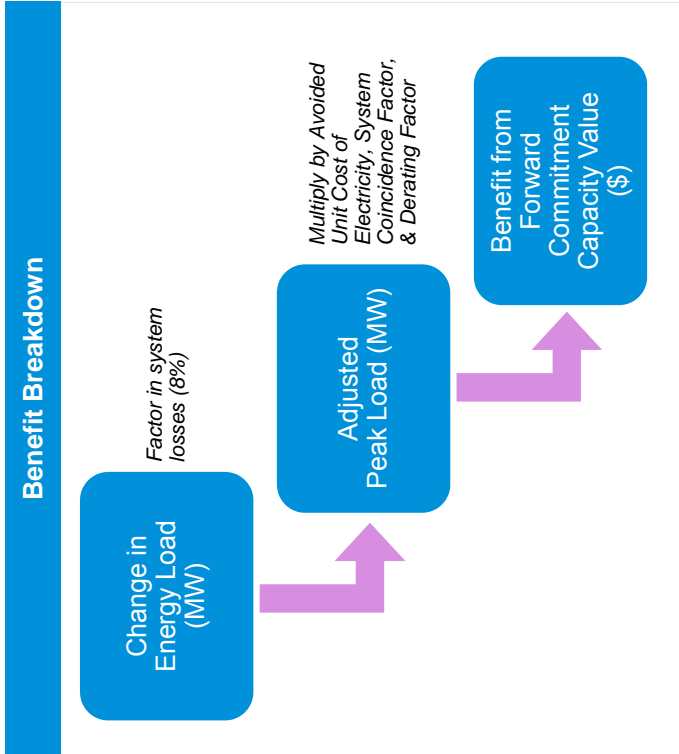 Benefit Breakdown
Change in
Energy Load
(MW)
Factor in system
losses (8%)
Adjusted
Peak Load (MW)
Multiply by Avoided
Unit Cost of
Electricity, System
Coincidence Factor,
& Derating Factor
Benefit from
Forward
Commitment
Capacity Value
($)